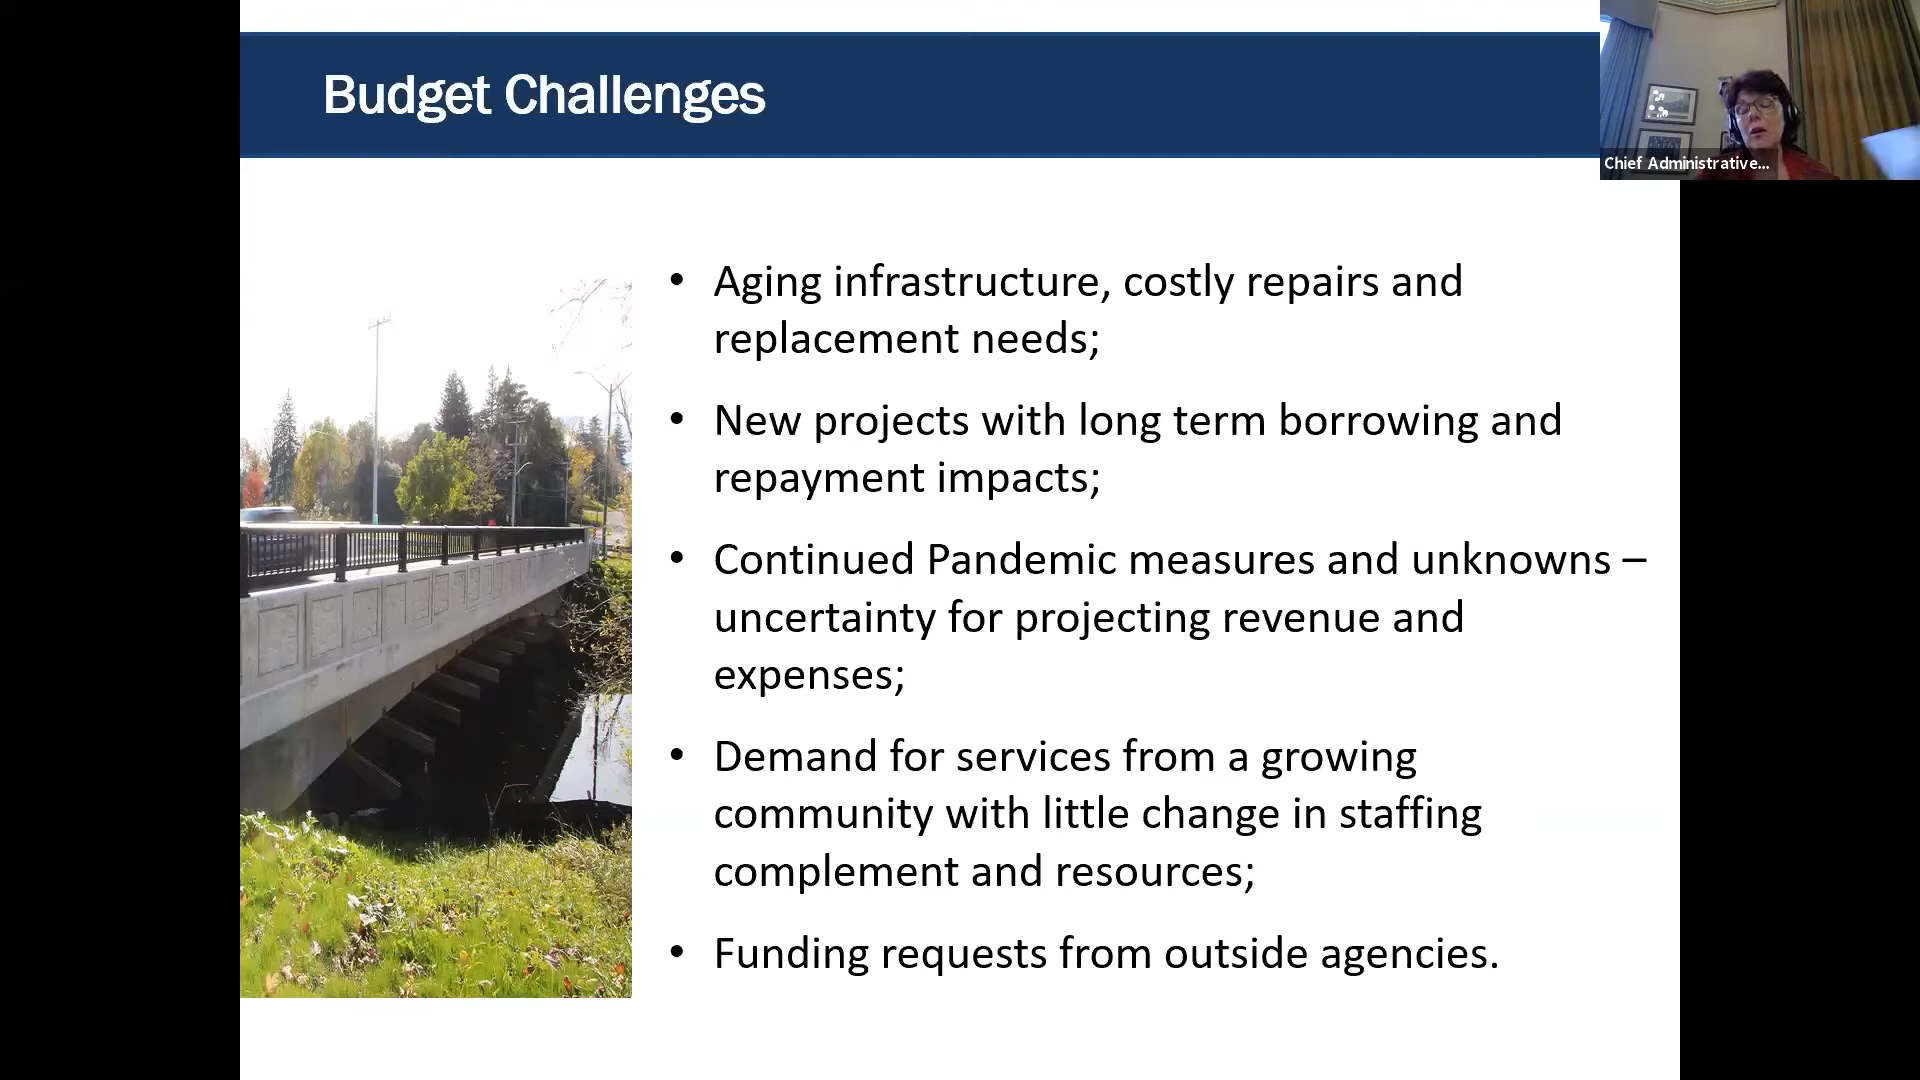 Budget Challenges
Chief Administrative...
• Aging infrastructure, costly repairs and
replacement needs;
• New projects with long term borrowing and
repayment impacts;
• Continued Pandemic measures and unknowns –
uncertainty for projecting revenue and
expenses;
• Demand for services from a growing
community with little change in staffing
complement and resources;
• Funding requests from outside agencies.